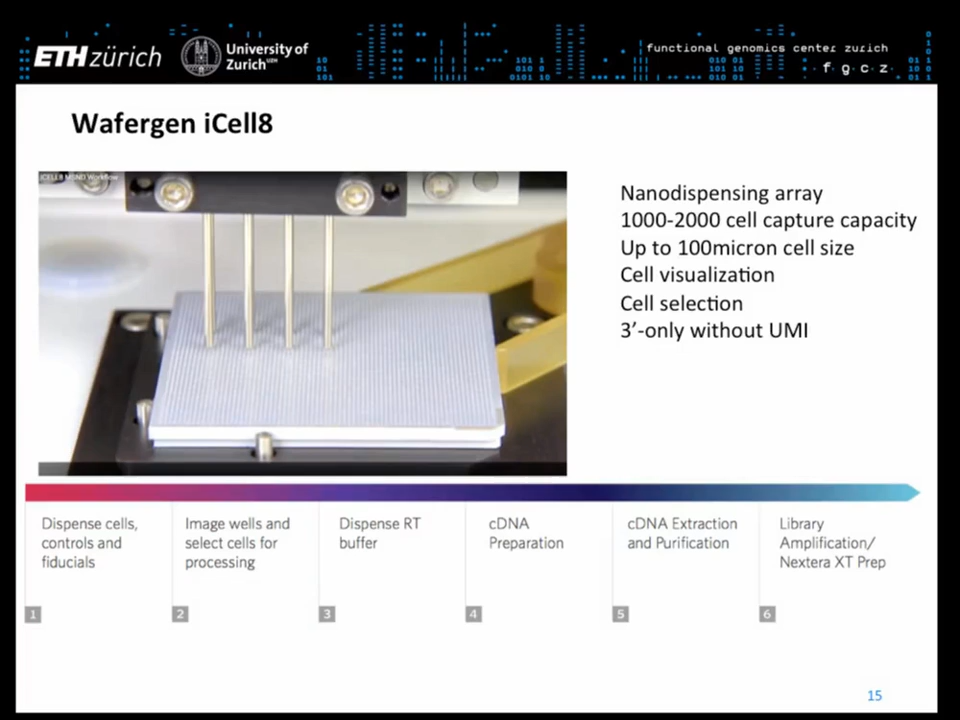 ETH zürich
University of
Zurich UZH
functional genomics center zurich
f g c z
Wafergen iCell8
iCELL8 MSND Workflow
Nanodispensing array
1000-2000 cell capture capacity
Up to 100micron cell size
Cell visualization
Cell selection
3’-only without UMI
Dispense cells,
controls and
fiducials
1
Image wells and
select cells for
processing
2
Dispense RT
buffer
3
cDNA
Preparation
4
cDNA Extraction
and Purification
5
Library
Amplification/
Nextera XT Prep
6
15